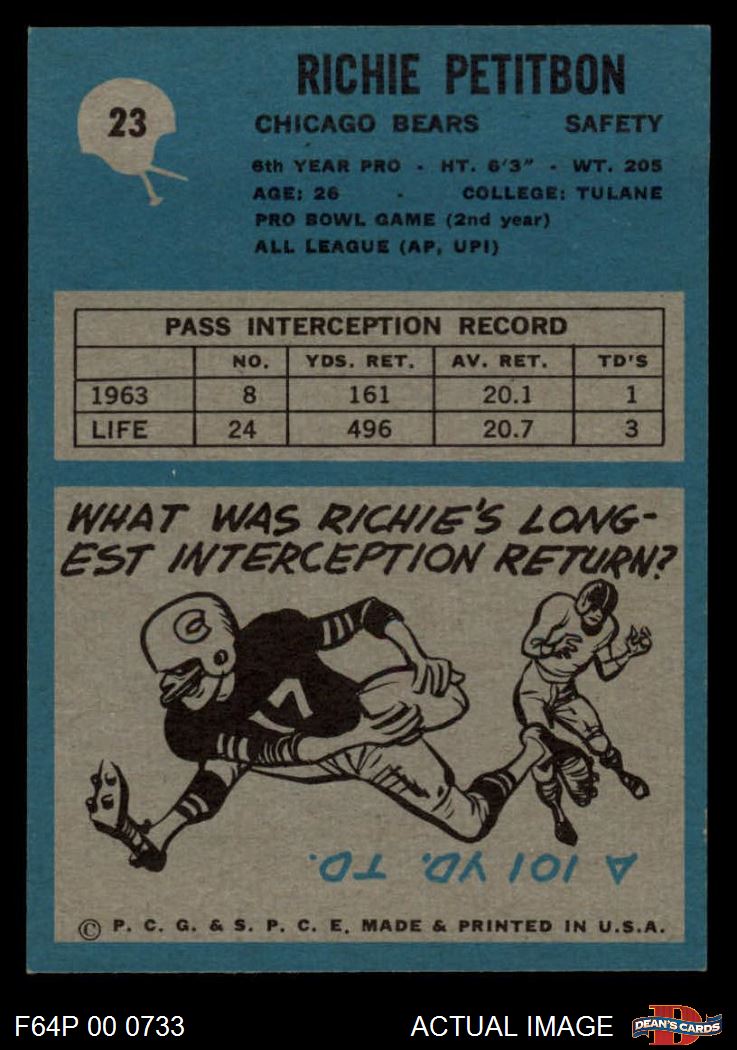 23
RICHIE PETITBON
CHICAGO BEARS SAFETY
6th YEAR PRO - HT. 6'3" - WT. 205
AGE: 26 - COLLEGE: TULANE
PRO BOWL GAME (2nd year)
ALL LEAGUE (AP, UPI)
PASS INTERCEPTION RECORD
NO. YDS. RET. AV. RET. TD'S
1963 8 161 20.1 1
LIFE 24 496 20.7 3
WHAT WAS RICHIE'S LONG-
EST INTERCEPTION RETURN?
C
17
A 101 YD. TD.
© P. C. G. & S. P. C. E. MADE & PRINTED IN U.S.A.
F64P 00 0733 ACTUAL IMAGE
D
DEAN'S CARDS